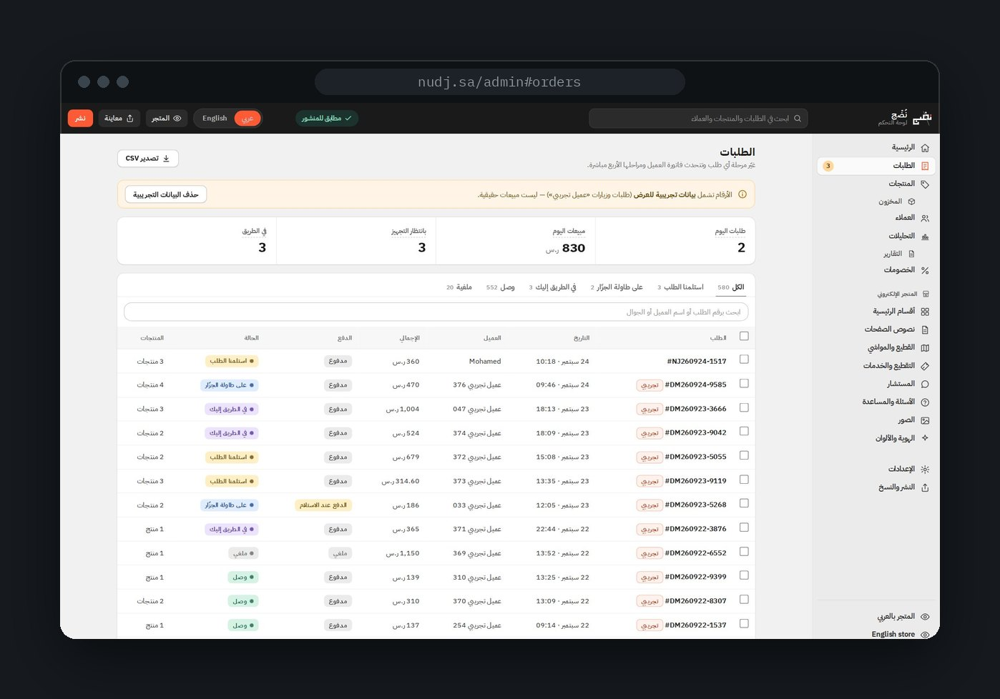 nudj.sa/admin#orders
نَضْج
لوحة التحكم
ابحث في الطلبات والمنتجات والعملاء
مطابق للمنشور
عربي
English
المتجر
معاينة
نشر
الرئيسية
الطلبات 3
المنتجات
المخزون
العملاء
التحليلات
التقارير
الخصومات
المتجر الإلكتروني
أقسام الرئيسية
نصوص الصفحات
القطيع والمواشي
التقطيع والخدمات
المستشار
الأسئلة والمساعدة
الصور
الهوية والألوان
الإعدادات
النشر والنسخ
المتجر بالعربي
English store
الطلبات
غيّر مرحلة أي طلب وتتحدث فاتورة العميل ومراحلها الأربع مباشرة.
تصدير CSV
الأرقام تشمل بيانات تجريبية للعرض (طلبات وزيارات «عميل تجريبي») — ليست مبيعات حقيقية.
حذف البيانات التجريبية
طلبات اليوم
2
مبيعات اليوم
830 ر.س
بانتظار التجهيز
3
في الطريق
3
الكل 580 استلمنا الطلب 3 على طاولة الجزّار 2 في الطريق إليك 3 وصل 552 ملغية 20
ابحث برقم الطلب أو اسم العميل أو الجوال
الطلب التاريخ العميل الإجمالي الدفع الحالة المنتجات
#NJ260924-1517 24 سبتمبر · 10:18 Mohamed 360 ر.س مدفوع استلمنا الطلب 3 منتجات
#DM260924-9585 تجريبي 24 سبتمبر · 09:46 عميل تجريبي 376 470 ر.س مدفوع على طاولة الجزّار 4 منتجات
#DM260923-3666 تجريبي 23 سبتمبر · 18:13 عميل تجريبي 047 1,004 ر.س مدفوع في الطريق إليك 3 منتجات
#DM260923-9042 تجريبي 23 سبتمبر · 18:09 عميل تجريبي 374 524 ر.س مدفوع في الطريق إليك 2 منتجات
#DM260923-5055 تجريبي 23 سبتمبر · 15:08 عميل تجريبي 372 679 ر.س مدفوع استلمنا الطلب 2 منتجات
#DM260923-9119 تجريبي 23 سبتمبر · 13:35 عميل تجريبي 373 314.60 ر.س مدفوع استلمنا الطلب 3 منتجات
#DM260923-5268 تجريبي 23 سبتمبر · 12:05 عميل تجريبي 033 186 ر.س الدفع عند الاستلام على طاولة الجزّار 2 منتجات
#DM260922-3876 تجريبي 22 سبتمبر · 22:44 عميل تجريبي 371 365 ر.س مدفوع في الطريق إليك 1 منتج
#DM260922-6552 تجريبي 22 سبتمبر · 13:52 عميل تجريبي 369 1,150 ر.س ملغي ملغي 1 منتج
#DM260922-9399 تجريبي 22 سبتمبر · 13:25 عميل تجريبي 310 139 ر.س مدفوع وصل 1 منتج
#DM260922-8307 تجريبي 22 سبتمبر · 13:09 عميل تجريبي 370 310 ر.س مدفوع وصل 2 منتجات
#DM260922-1537 تجريبي 22 سبتمبر · 09:14 عميل تجريبي 254 137 ر.س مدفوع وصل 1 منتج